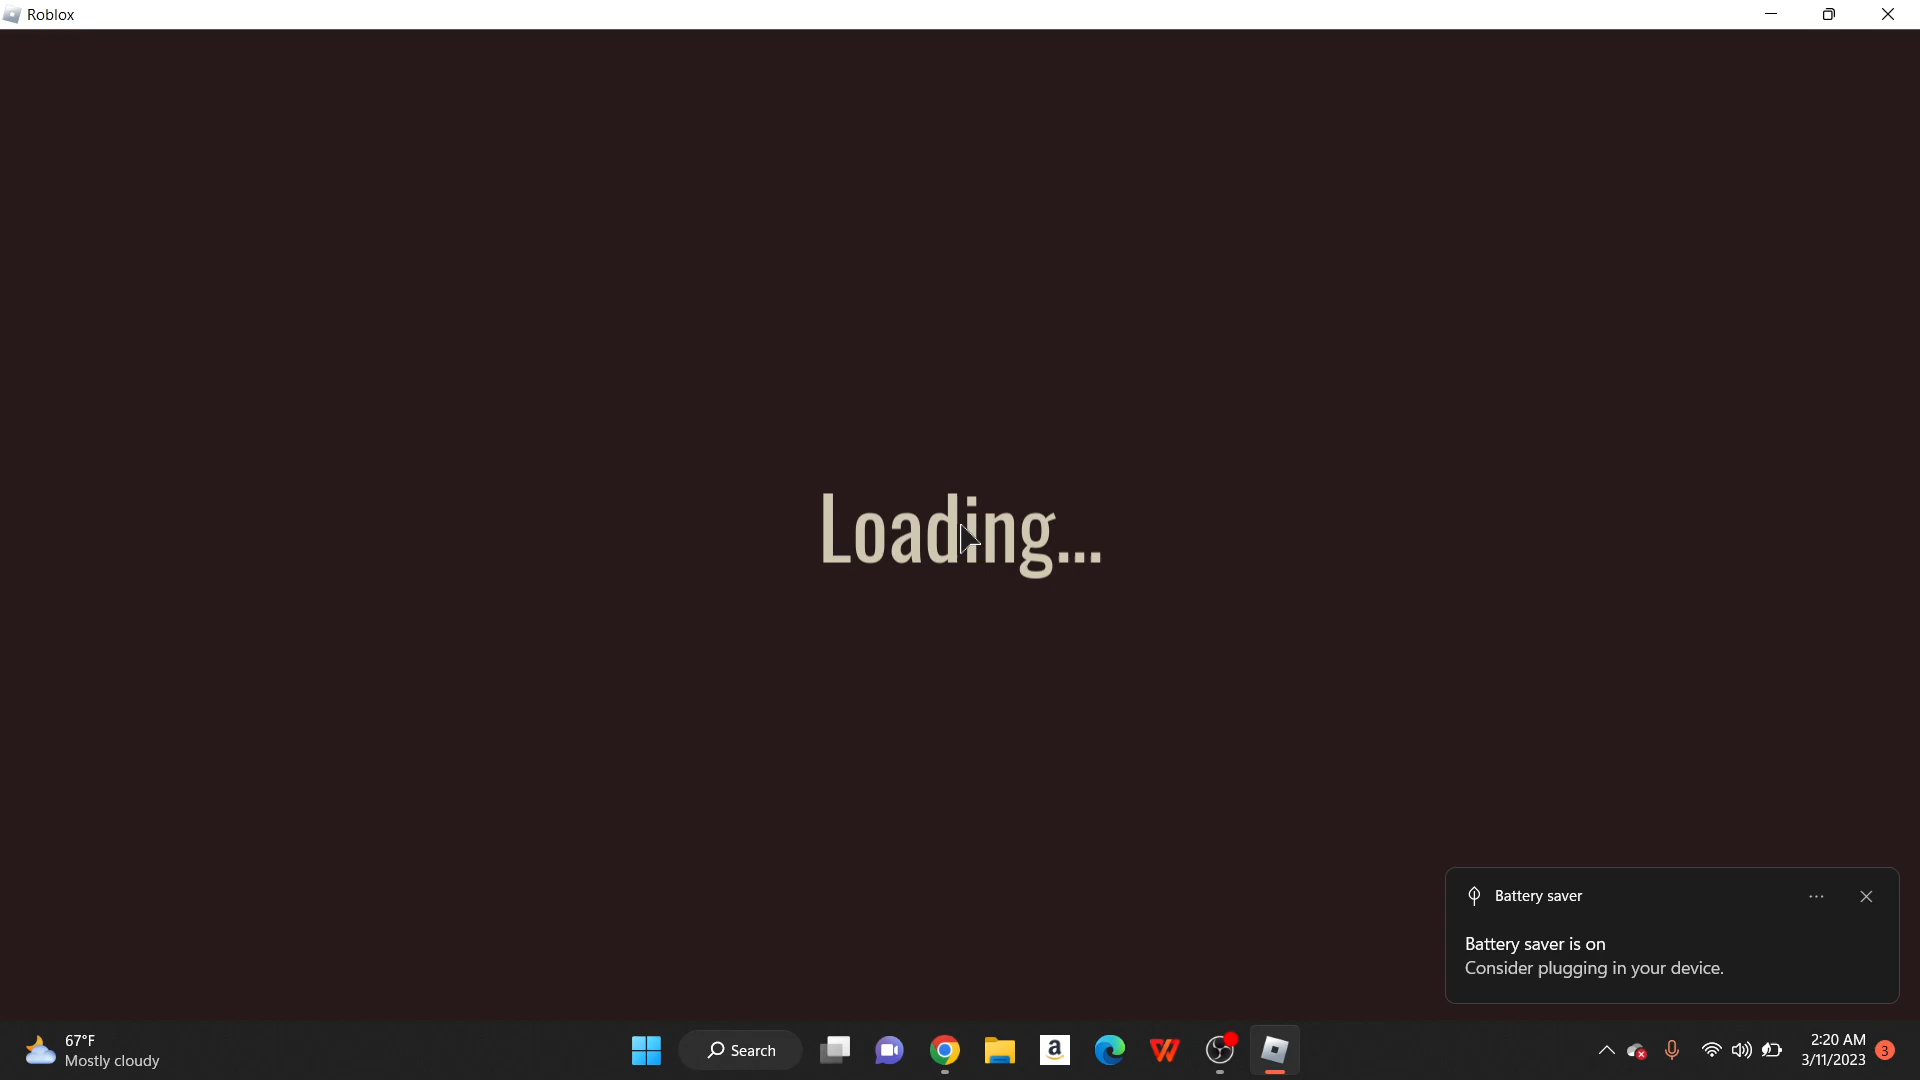 Roblox
Loading...
Battery saver
Battery saver is on
Consider plugging in your device.
67°F
Mostly cloudy
Search
a
2:20 AM
3/11/2023
3